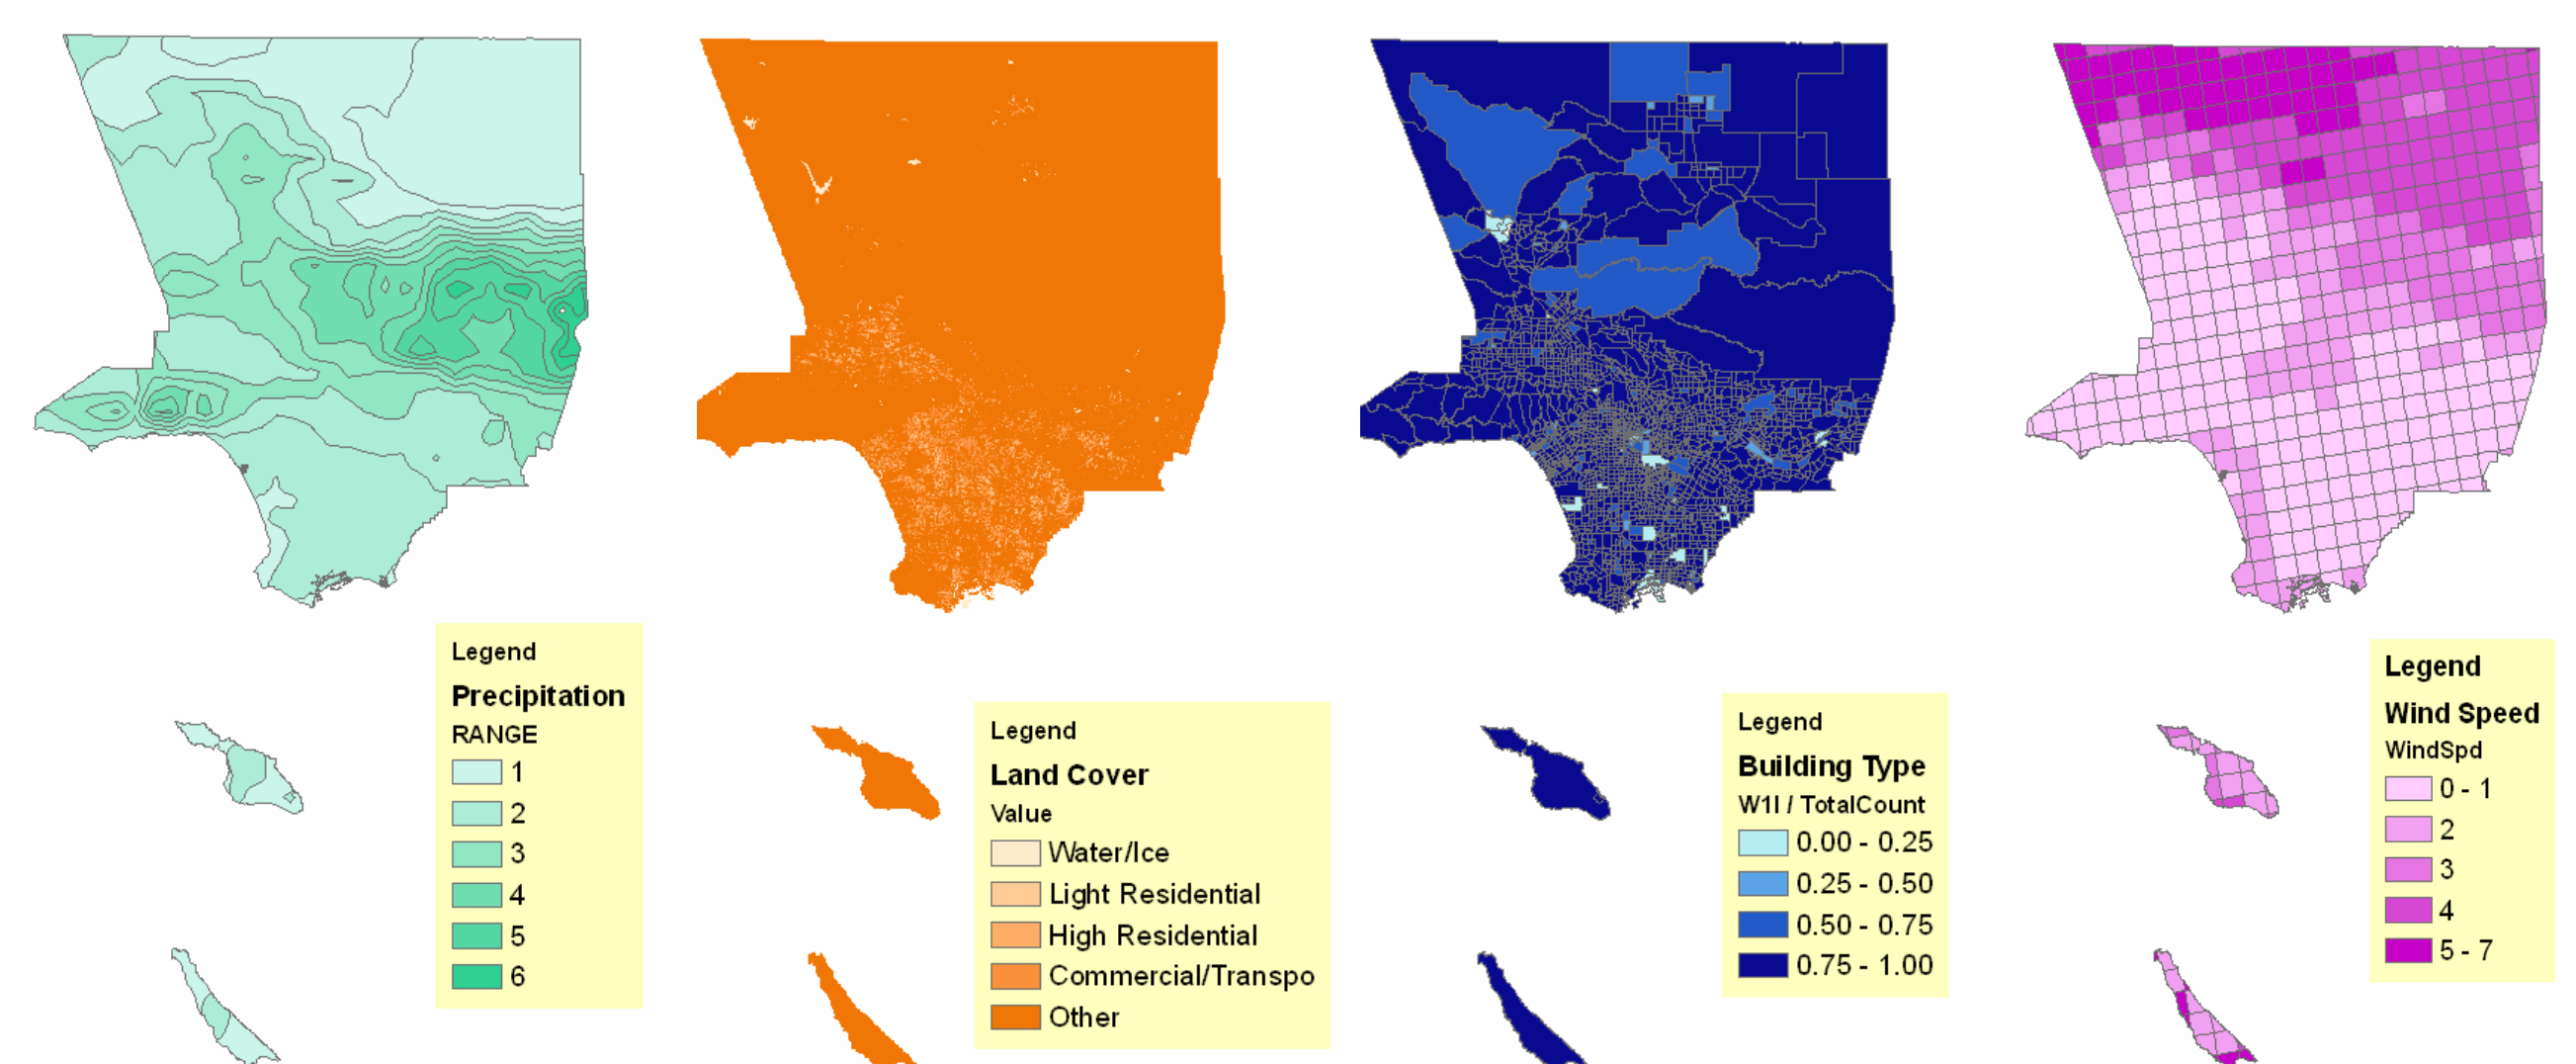 Legend
Precipitation
RANGE
1
2
3
4
5
6
Legend
Land Cover
Value
Water/Ice
Light Residential
High Residential
Commercial/Transpo
Other
Legend
Building Type
W1I / TotalCount
0.00 - 0.25
0.25 - 0.50
0.50 - 0.75
0.75 - 1.00
Legend
Wind Speed
WindSpd
0 - 1
2
3
4
5 - 7